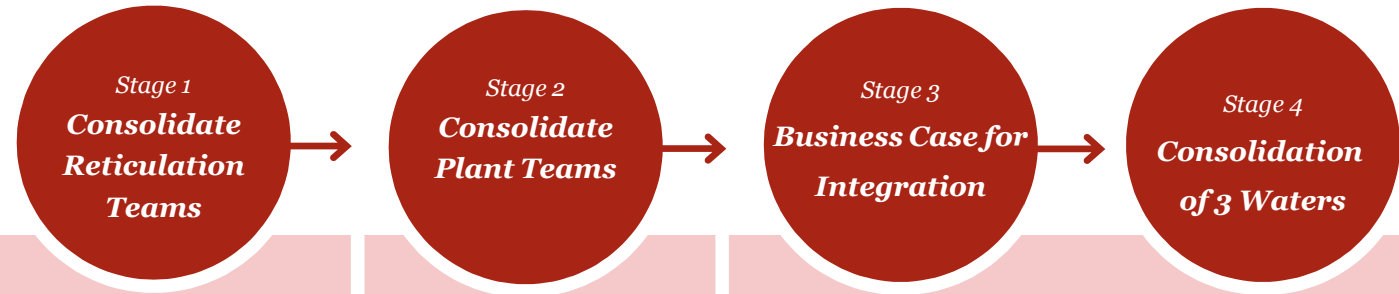 Stage 1
Consolidate
Reticulation
Teams
Stage 2
Consolidate
Plant Teams
Stage 3
Business Case for
Integration
Stage 4
Consolidation
of 3 Waters